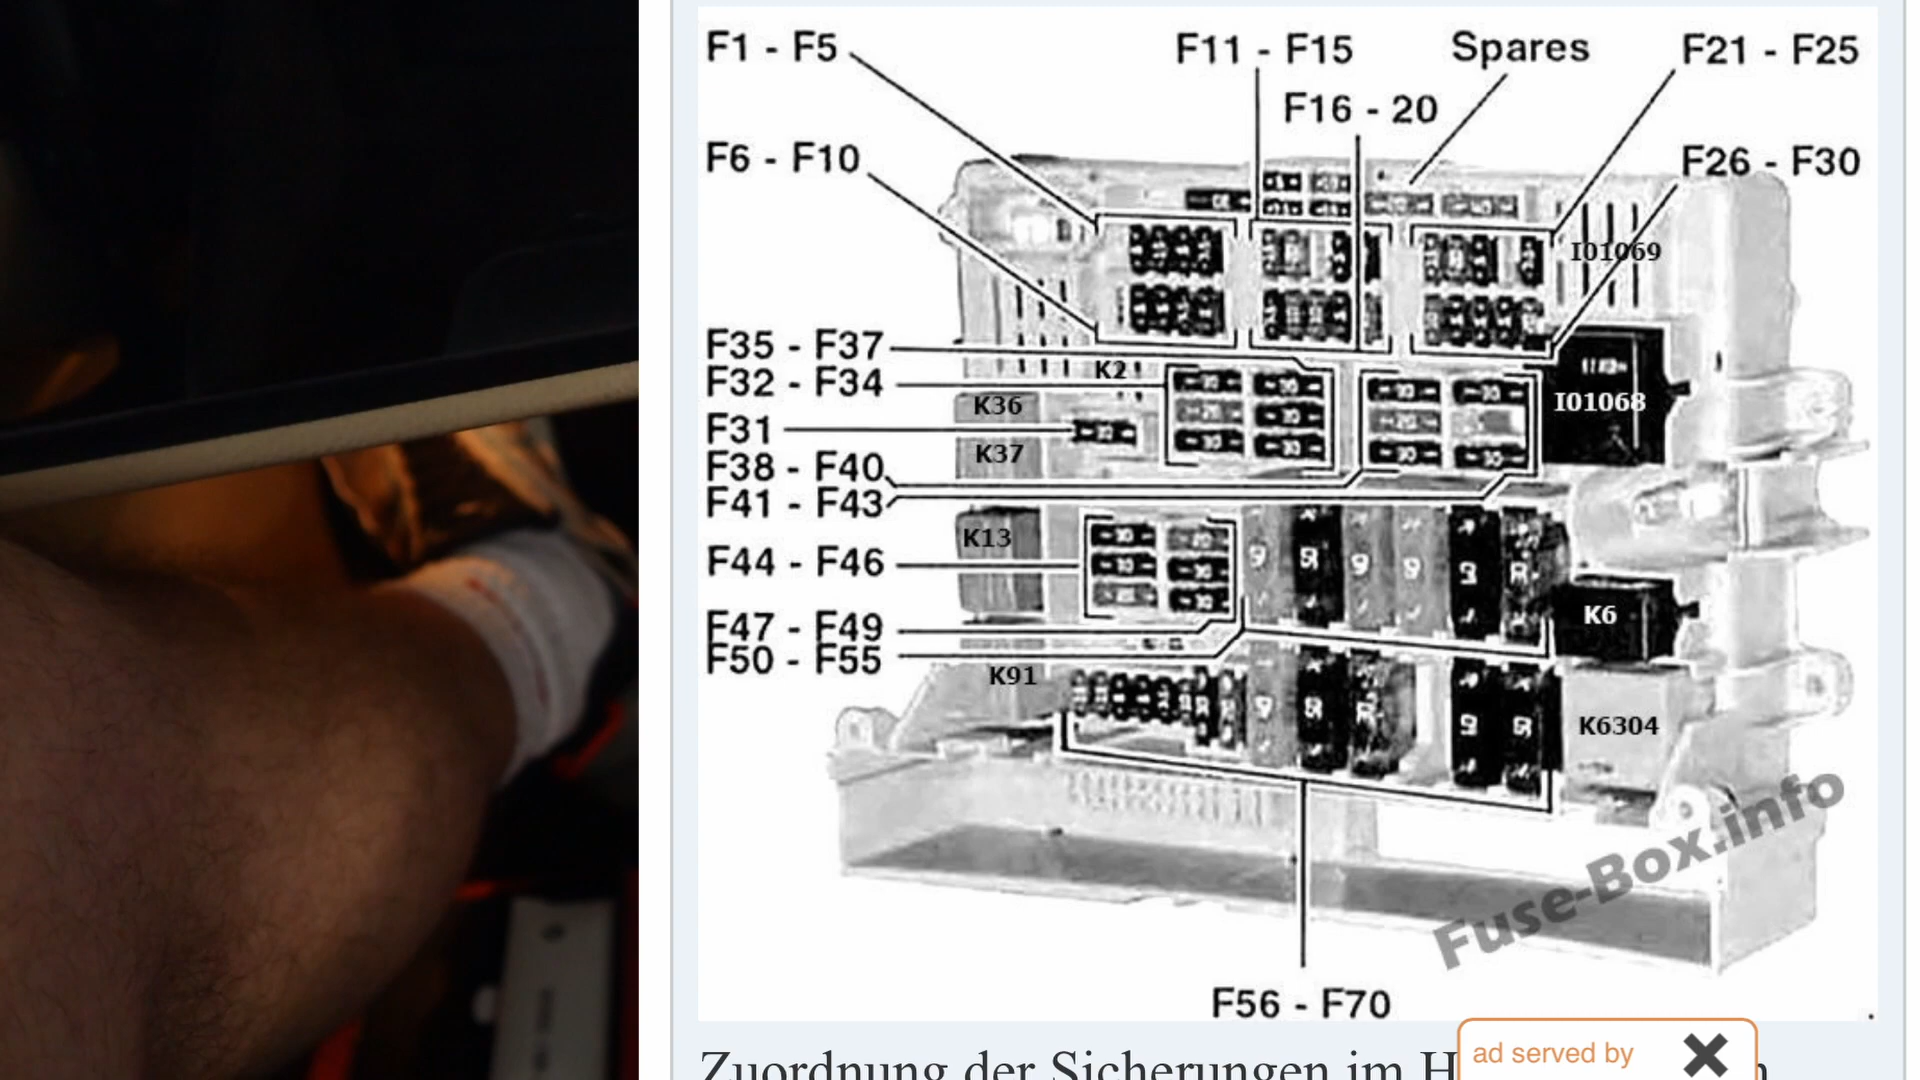 F1 - F5
F11 - F15
Spares
F21 - F25
F16 - 20
F6 - F10
F26 - F30
I01069
F35 - F37
K2
F32 - F34
K36
I01068
F31
K37
F38 - F40
F41 - F43
K13
F44 - F46
K6
F47 - F49
F50 - F55
K91
K6304
Fuse-Box.info
F56 - F70
Zuordnung der Sicherungen im
ad served by